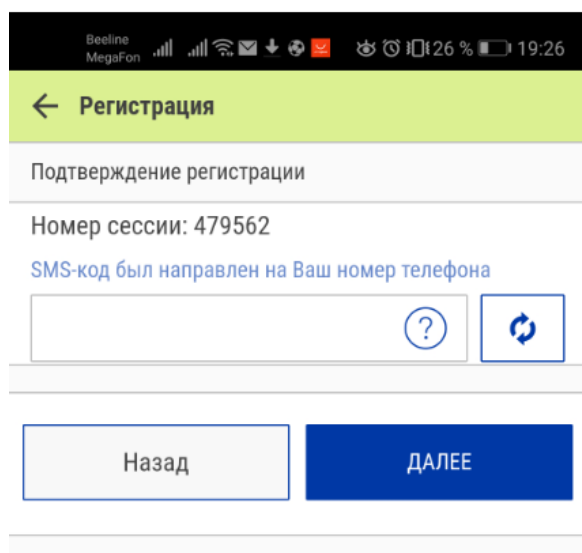 Beeline
MegaFon 26 % 19:26
← Регистрация
Подтверждение регистрации
Номер сессии: 479562
SMS-код был направлен на Ваш номер телефона
?
Назад ДАЛЕЕ